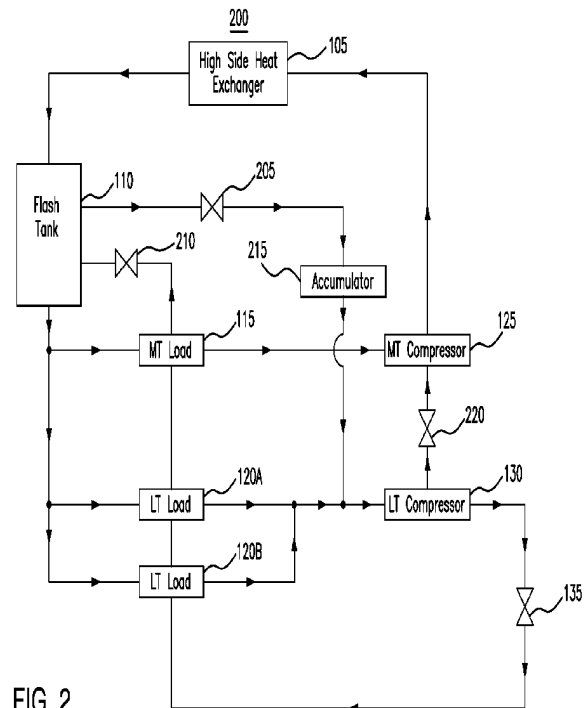 200
High Side Heat
Exchanger
105
Flash
Tank
110
205
210
215
Accumulator
115
MT Load
MT Compressor
125
220
120A
LT Load
LT Compressor
130
120B
LT Load
135
FIG. 2